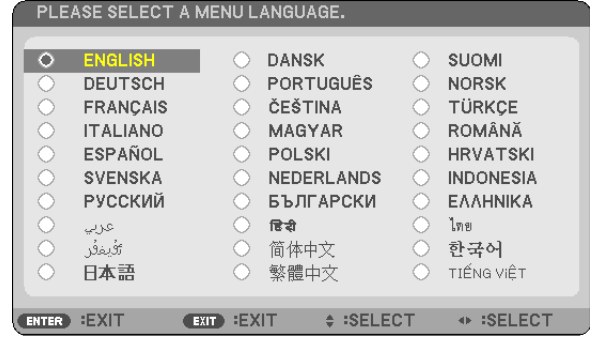 PLEASE SELECT A MENU LANGUAGE.
ENGLISH DANSK SUOMI
DEUTSCH PORTUGUÊS NORSK
FRANÇAIS ČEŠTINA TÜRKÇE
ITALIANO MAGYAR ROMÂNĂ
ESPAÑOL POLSKI HRVATSKI
SVENSKA NEDERLANDS INDONESIA
РУССКИЙ БЪЛГАРСКИ ΕΛΛΗΝΙΚΑ
عربي हिंदी ไทย
简体中文 한국어
日本語 繁體中文 TIẾNG VIỆT
ENTER :EXIT EXIT :EXIT :SELECT :SELECT